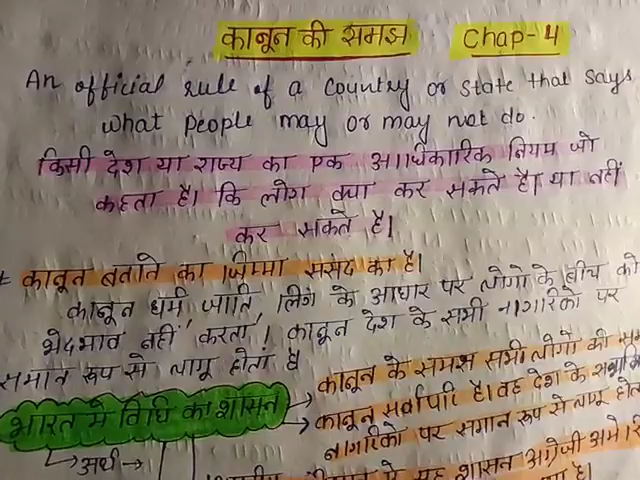 कानून की समझ Chap-4
An official rule of a country or state that says
what people may or may not do.
किसी देश या राज्य का एक आधिकारिक नियम जो
कहता है। कि लोग क्या कर सकते है। या नहीं
कर सकते है।
कानून बताने का जिम्मा संसद का है।
कानून धर्म, जाति, लिंग के आधार पर लोगो के बीच को
भेदभाव नहीं करता। कानून देश के सभी नागरिको पर
समान रूप से लागू होता है
कानून के समक्ष सभी लोगों की
भारत मे विधि का शासन
कानून सर्वोपरि है। वह देश के सभी
नागरिकों पर समान रूप से लागू
अर्थ
यह शासन अंग्रेजी